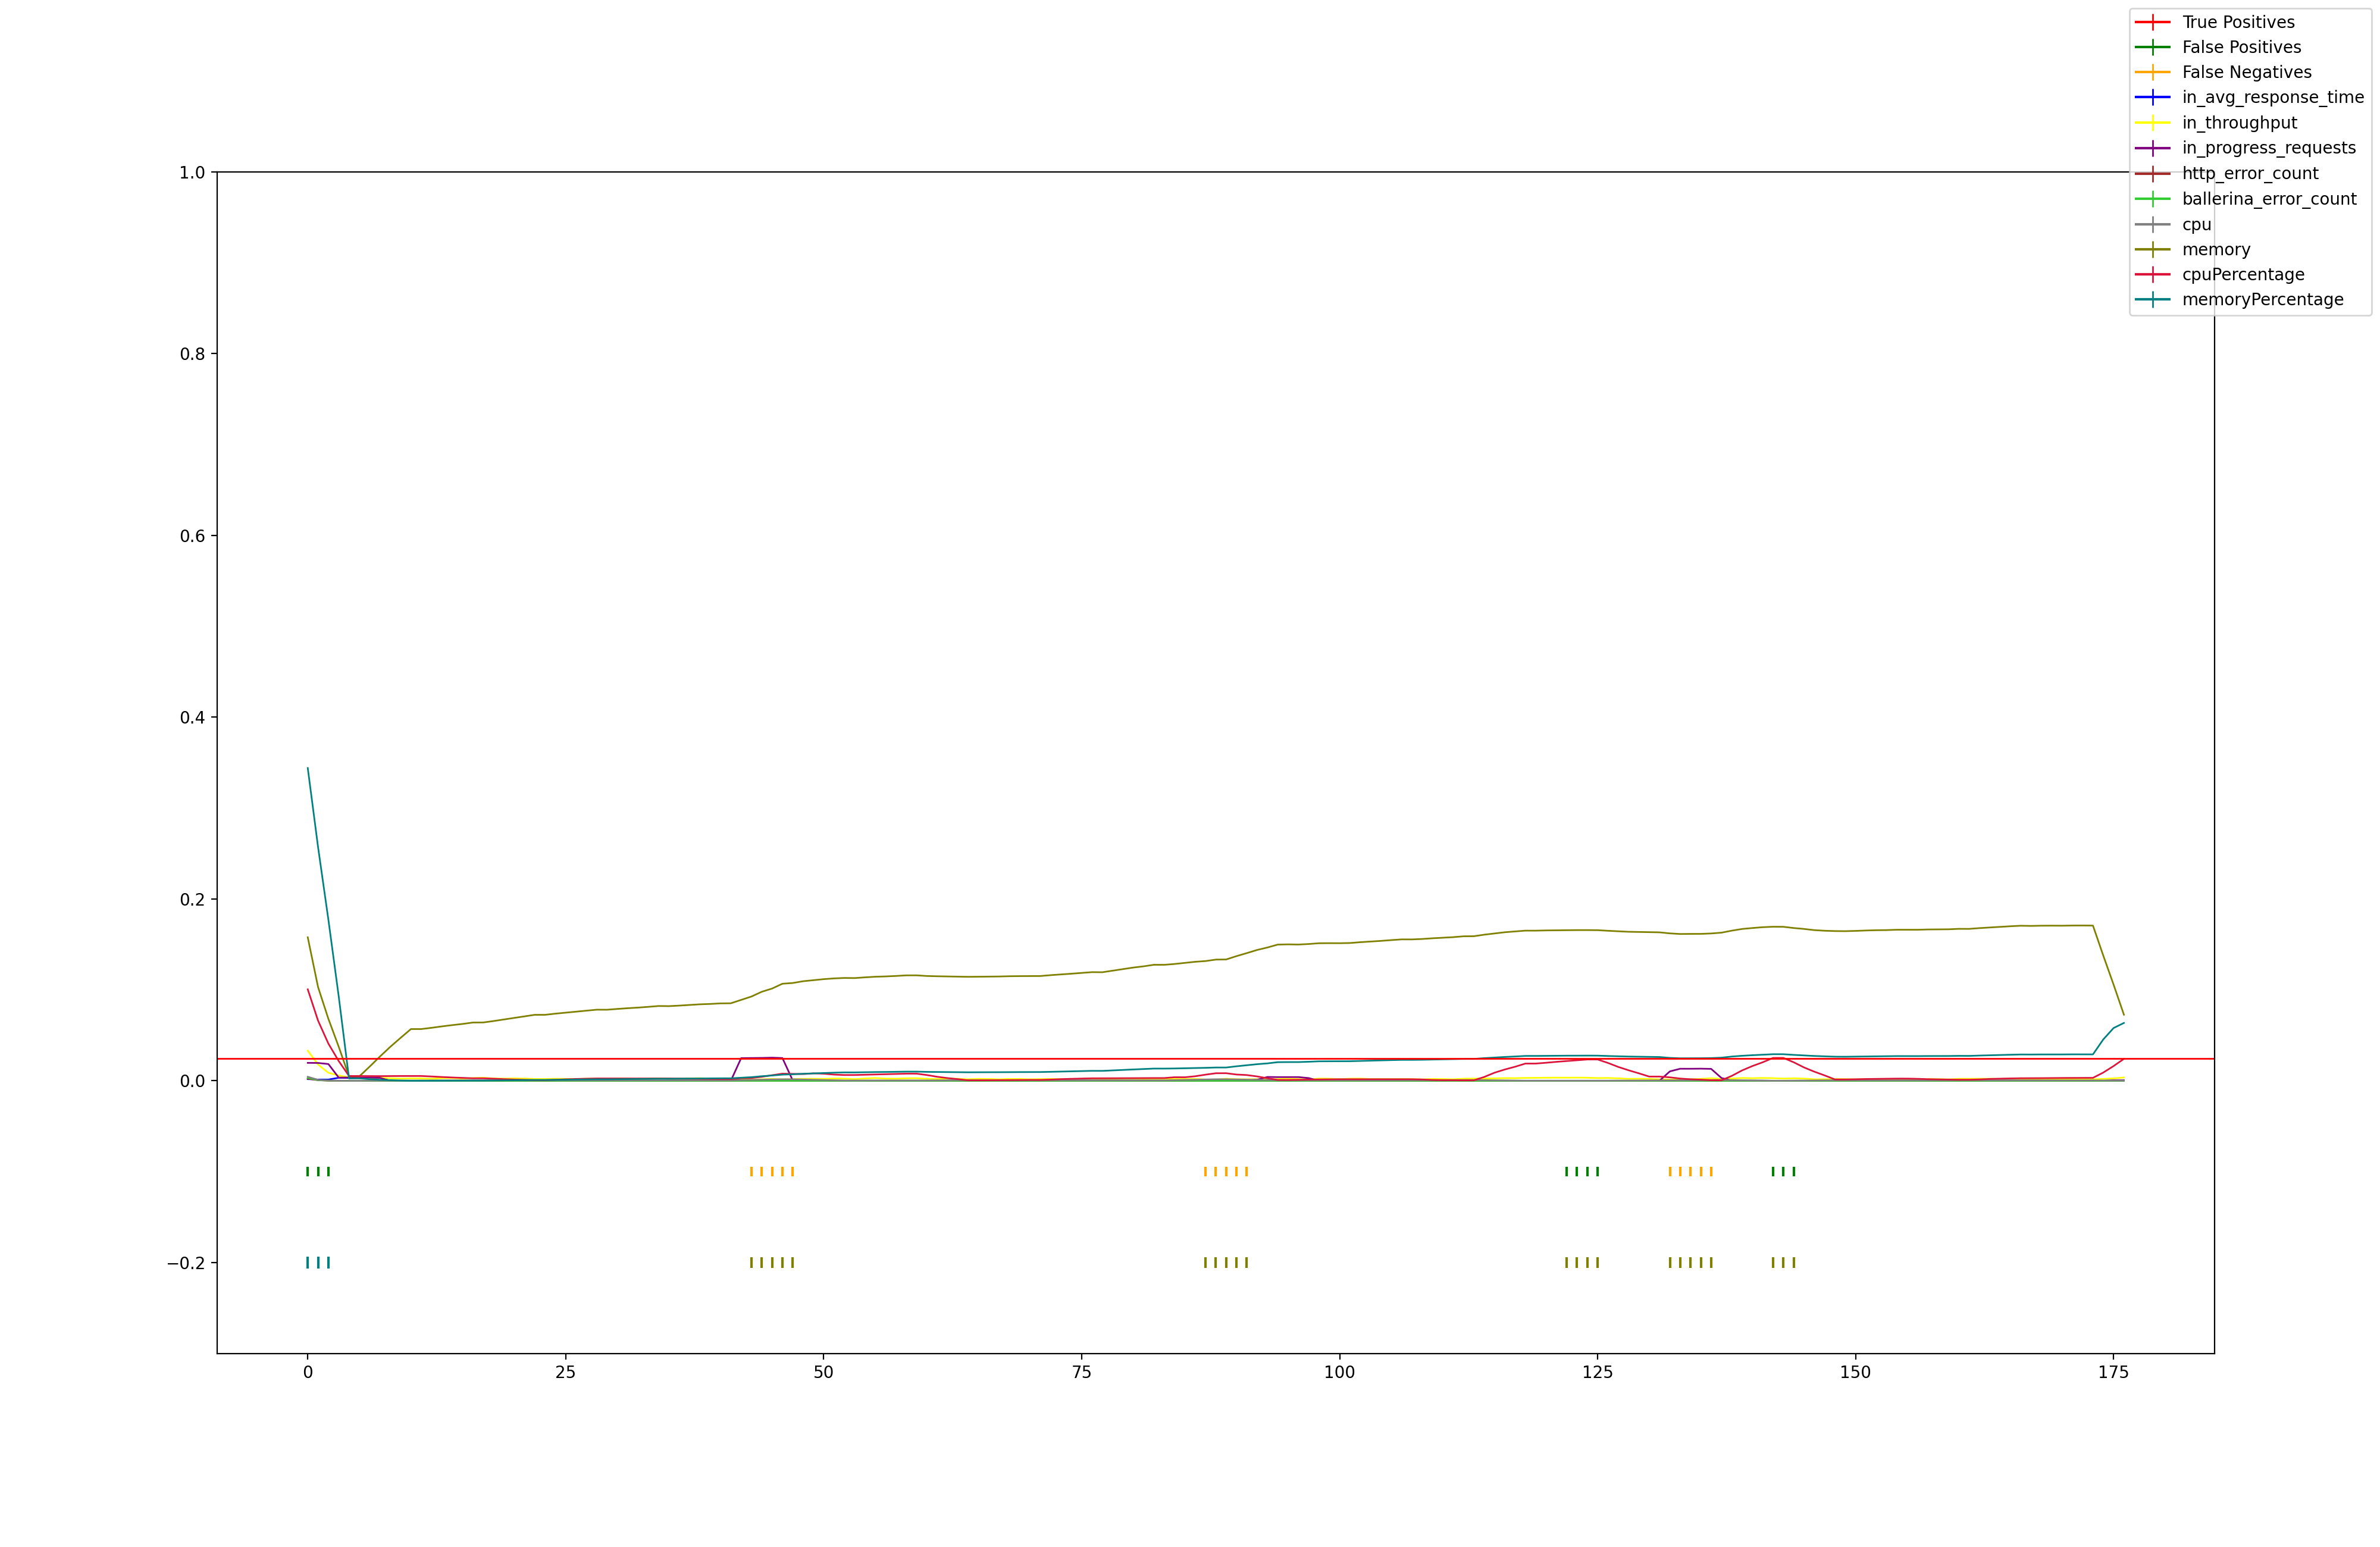 True Positives
False Positives
False Negatives
in_avg_response_time
in_throughput
in_progress_requests
http_error_count
ballerina_error_count
cpu
memory
cpuPercentage
memoryPercentage
1.0
0.8
0.6
0.4
0.2
0.0
−0.2
0 25 50 75 100 125 150 175